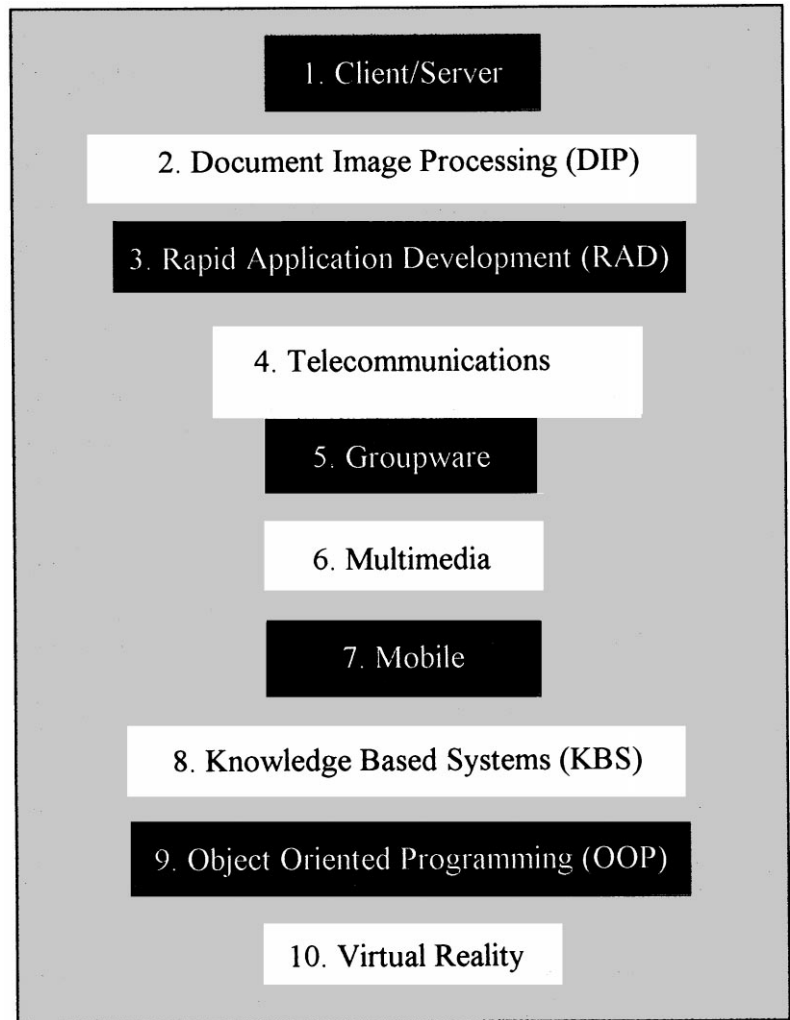 1. Client/Server
2. Document Image Processing (DIP)
3. Rapid Application Development (RAD)
4. Telecommunications
5. Groupware
6. Multimedia
7. Mobile
8. Knowledge Based Systems (KBS)
9. Object Oriented Programming (OOP)
10. Virtual Reality